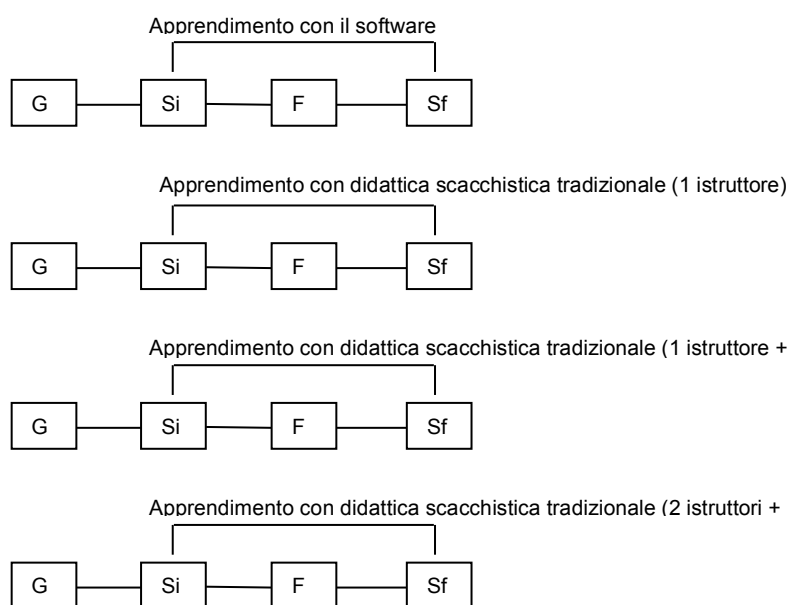 Apprendimento con il software
G Si F Sf
Apprendimento con didattica scacchistica tradizionale (1 istruttore)
G Si F Sf
Apprendimento con didattica scacchistica tradizionale (1 istruttore +
G Si F Sf
Apprendimento con didattica scacchistica tradizionale (2 istruttori +
G Si F Sf